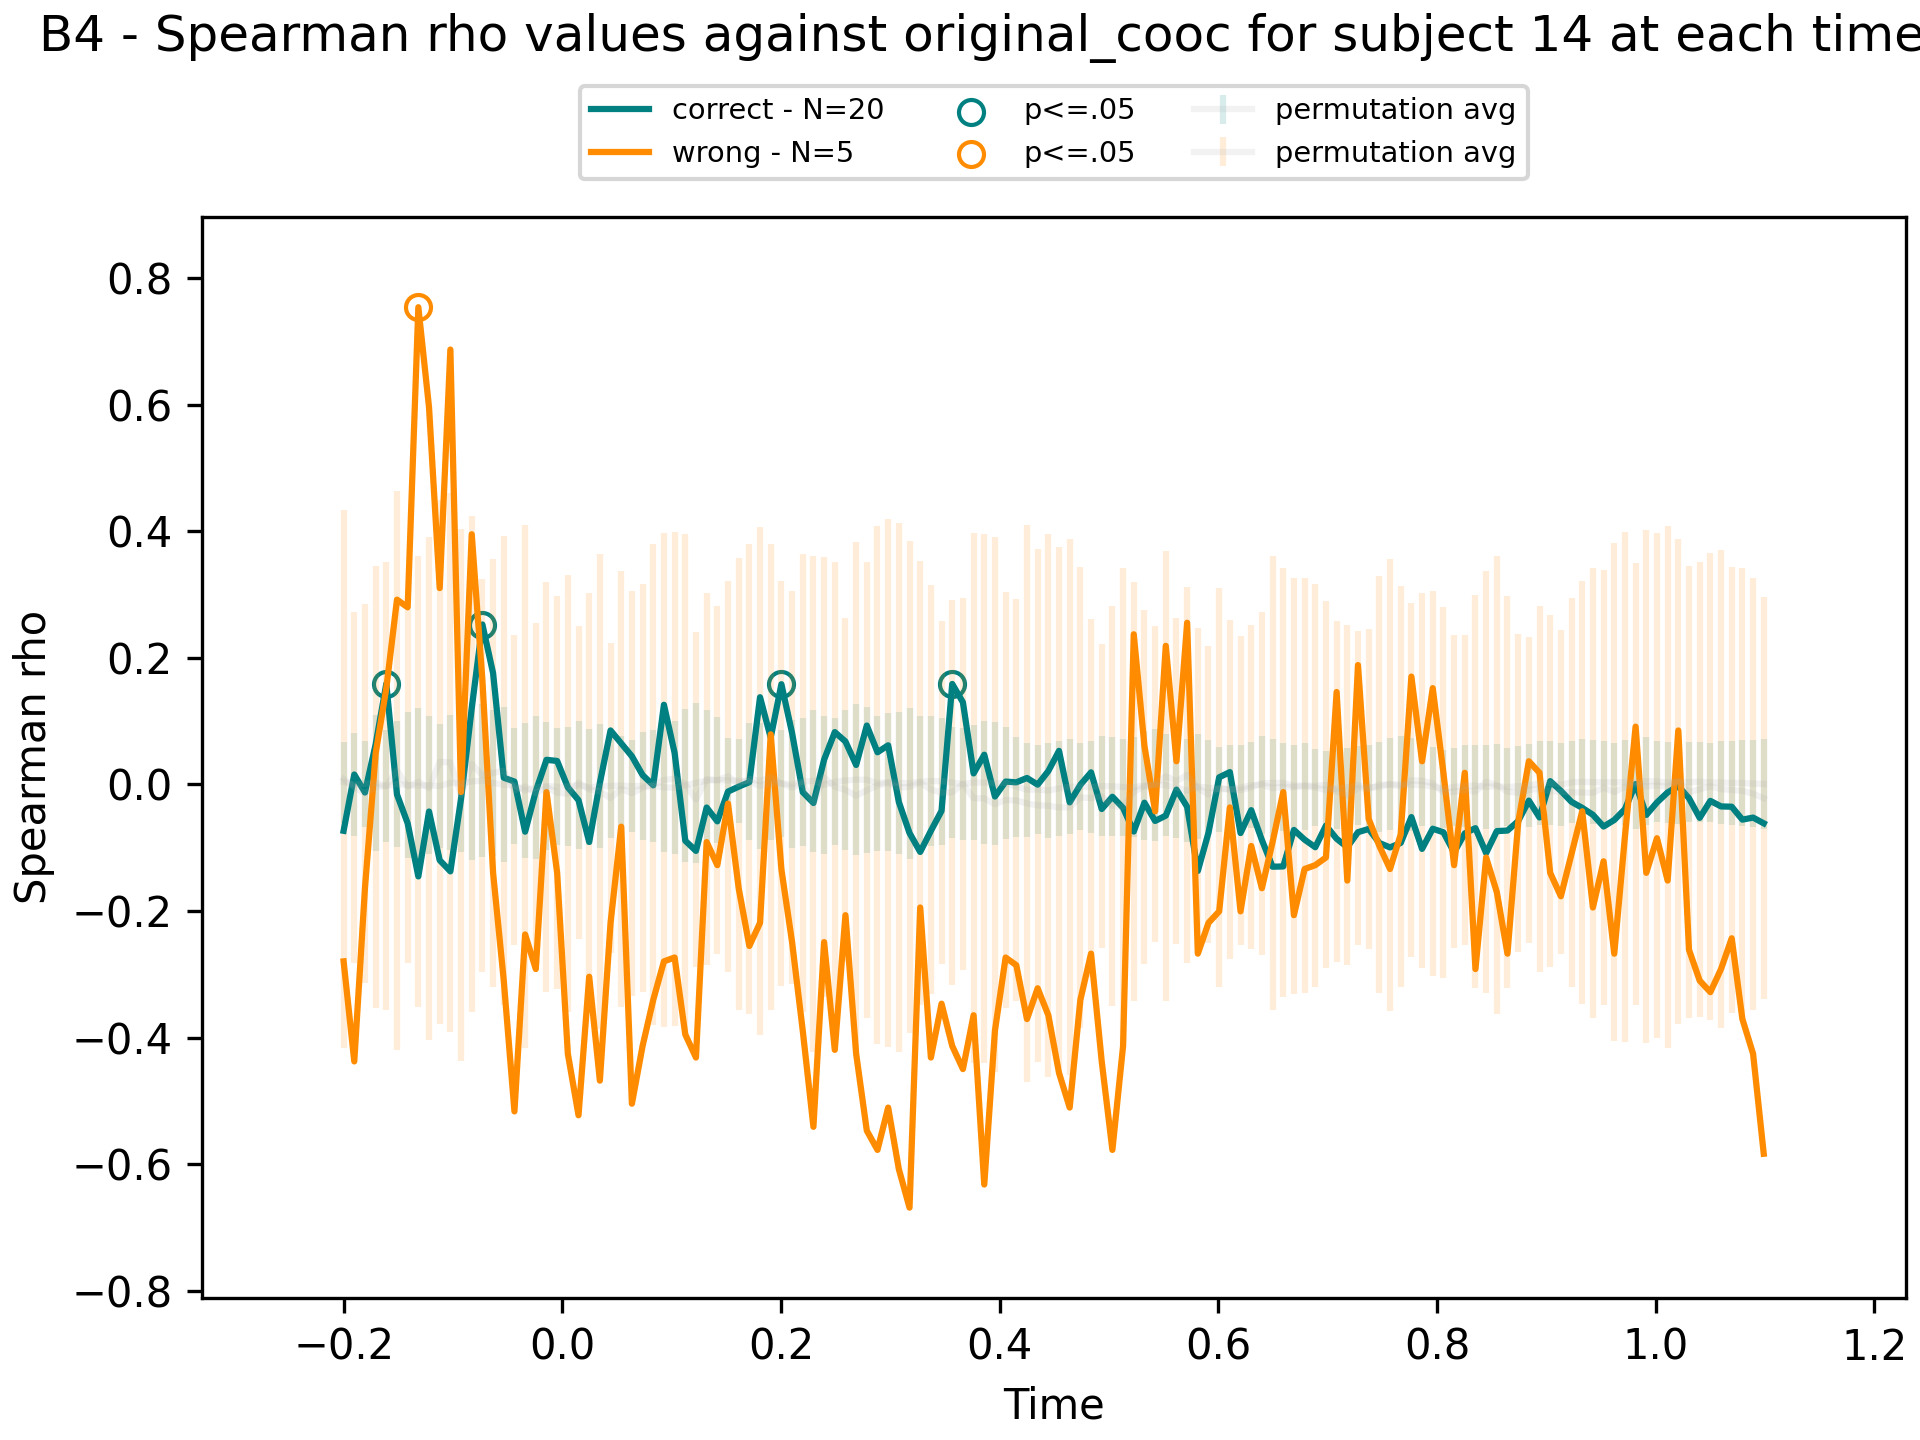 B4 - Spearman rho values against original_cooc for subject 14 at each time
correct - N=20 p<=.05 permutation avg
wrong - N=5 p<=.05 permutation avg
Spearman rho
0.8
0.6
0.4
0.2
0.0
−0.2
−0.4
−0.6
−0.8
−0.2 0.0 0.2 0.4 0.6 0.8 1.0 1.2
Time